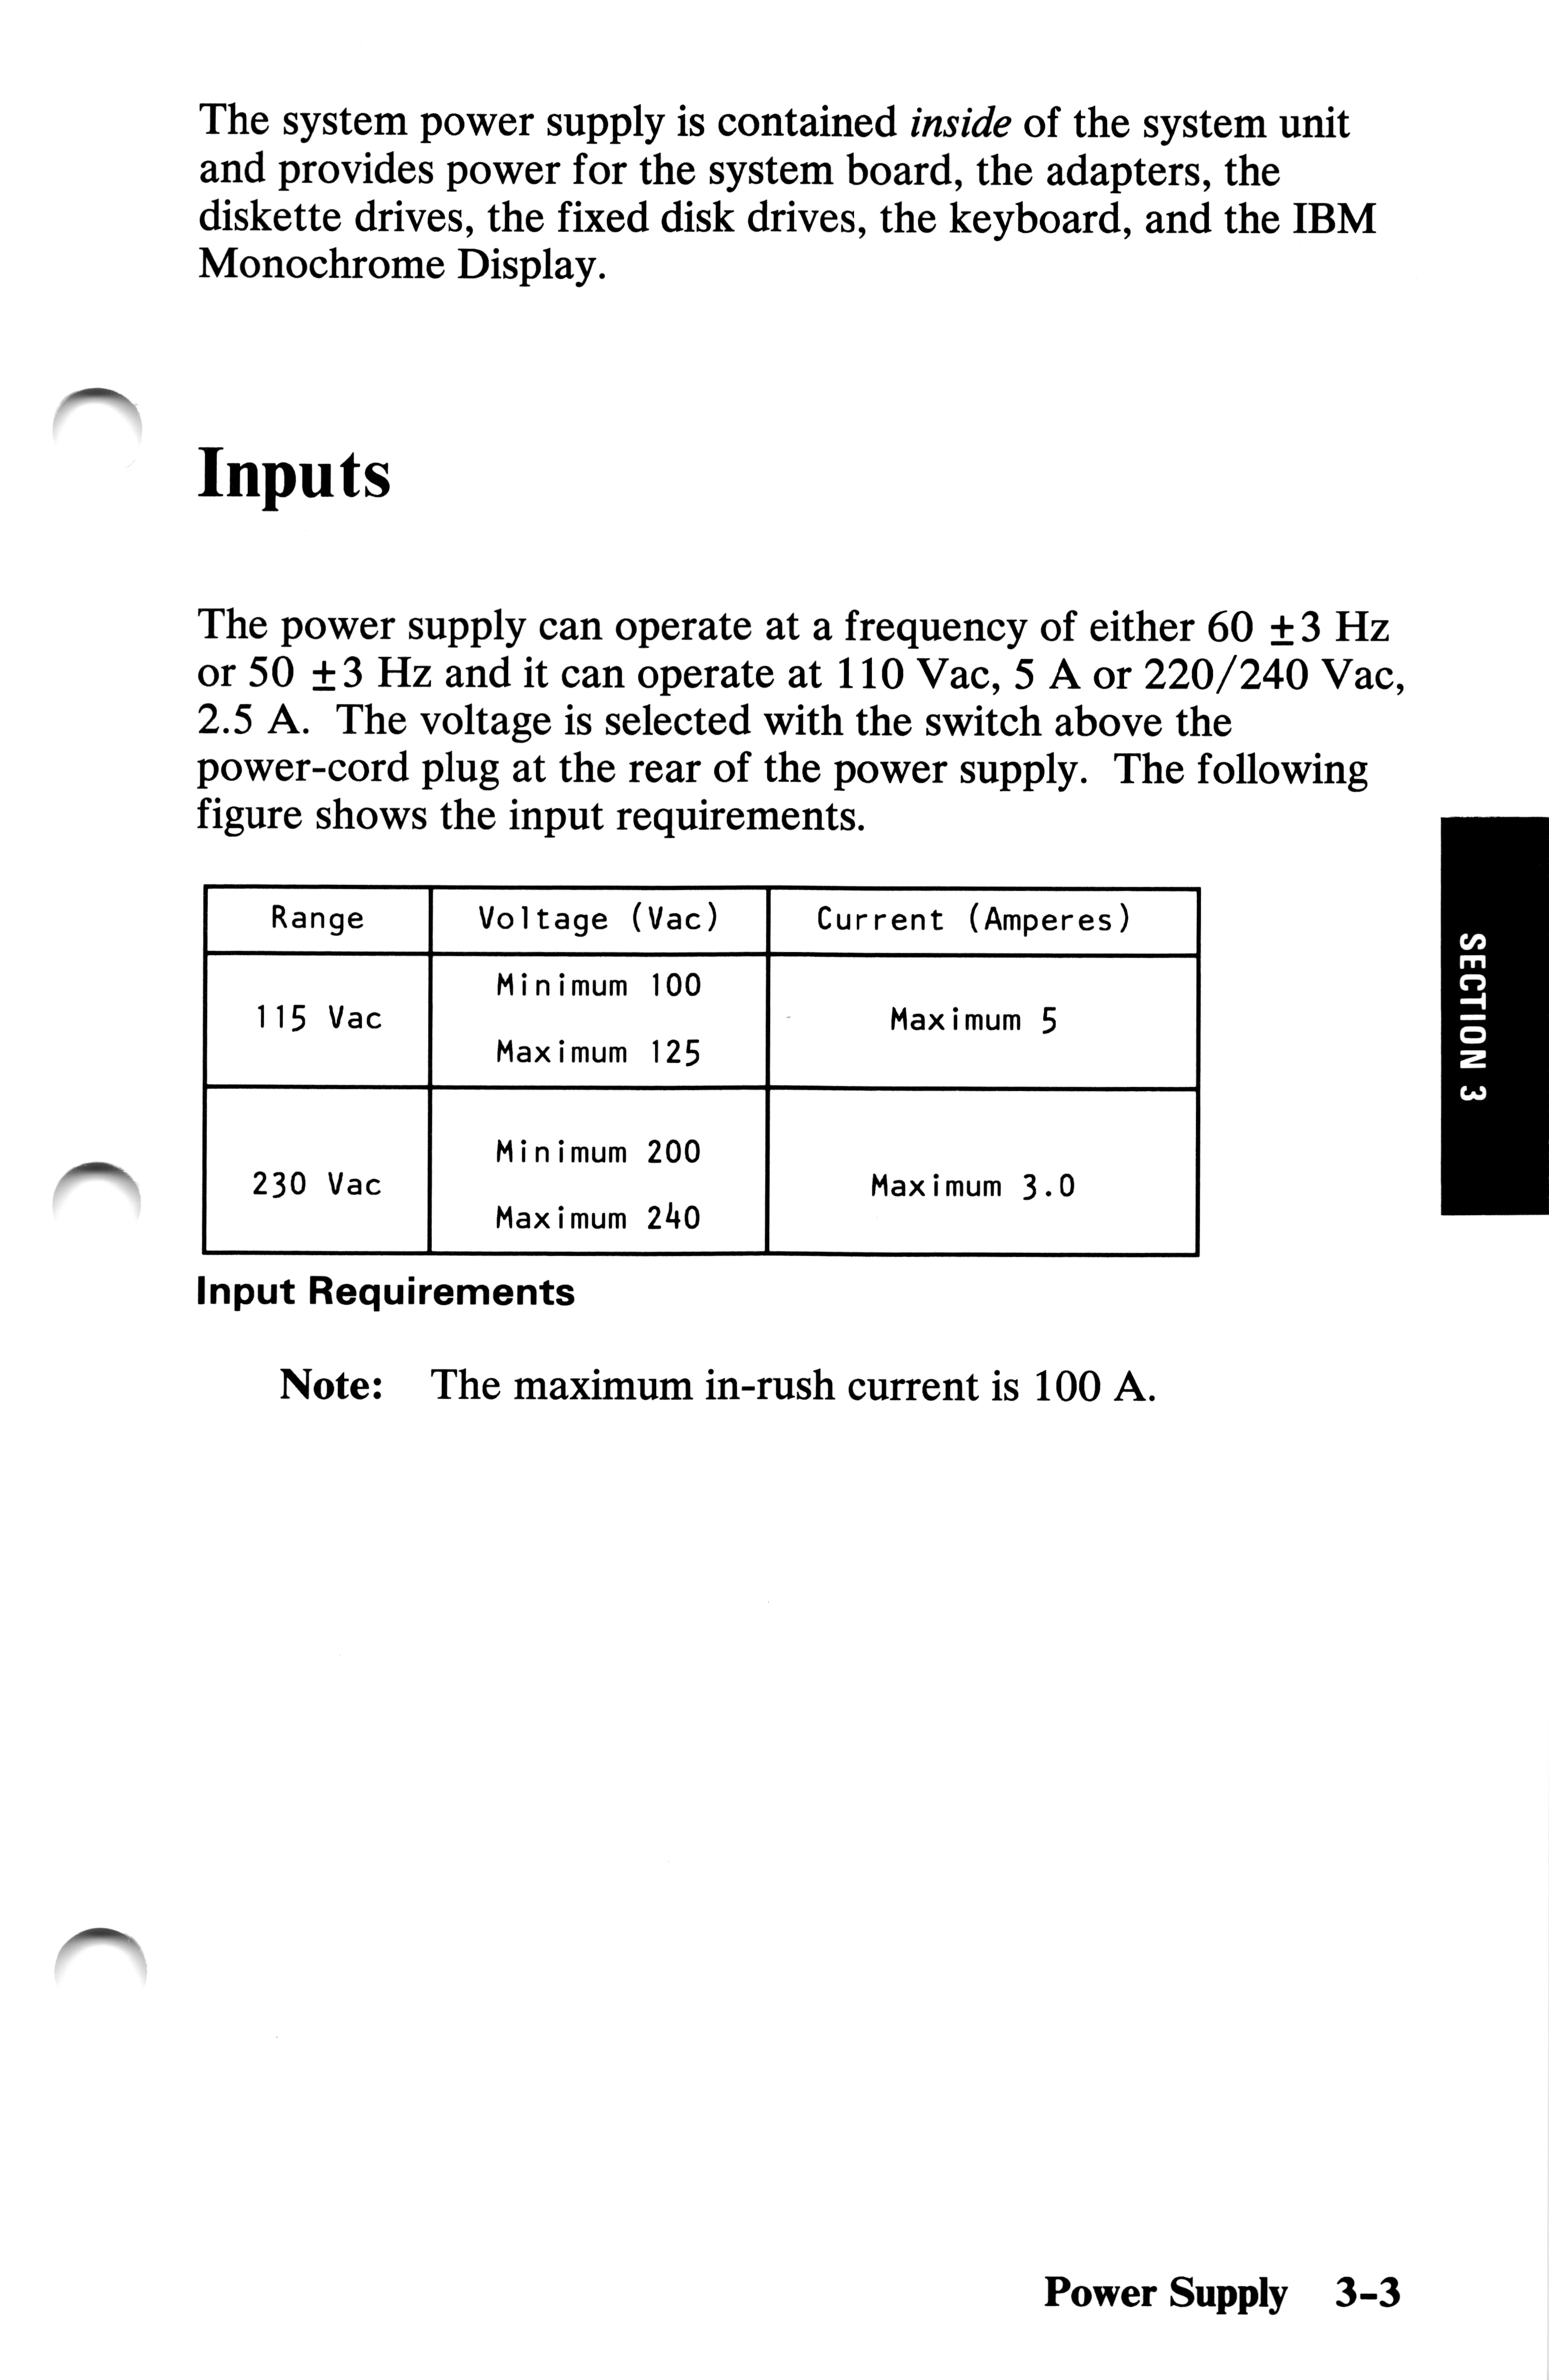 The system power supply is contained inside of the system unit
and provides power for the system board, the adapters, the
diskette drives, the fixed disk drives, the keyboard, and the IBM
Monochrome Display.
Inputs
The power supply can operate at a frequency of either 60 ±3 Hz
or 50 ±3 Hz and it can operate at 110 Vac, 5 A or 220/240 Vac,
2.5 A. The voltage is selected with the switch above the
power-cord plug at the rear of the power supply. The following
figure shows the input requirements.
Range Voltage (Vac) Current (Amperes)
115 Vac Minimum 100 Maximum 5
Maximum 125
230 Vac Minimum 200 Maximum 3.0
Maximum 240
Input Requirements
Note: The maximum in-rush current is 100 A.
SECTION 3
Power Supply 3-3